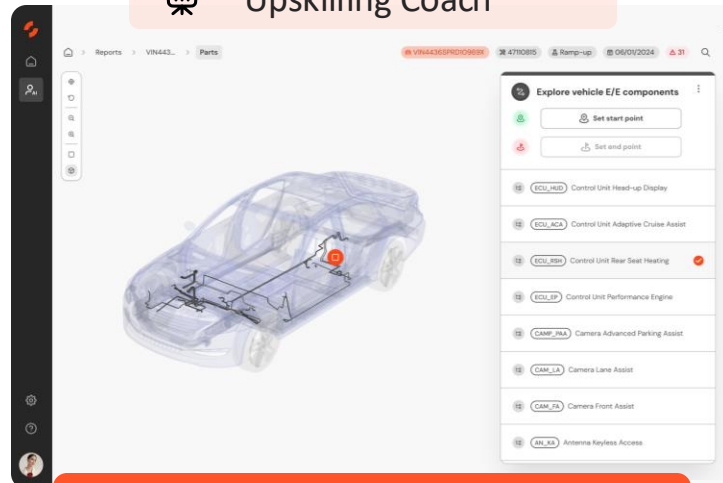 Upskilling Coach
Reports > VIN443... > Parts
VIN4436SPRD10969X 47110815 Ramp-up 06/01/2024 31
AI
Explore vehicle E/E components
Set start point
Set end point
ECU_HUD Control Unit Head-up Display
ECU_ACA Control Unit Adaptive Cruise Assist
ECU_RSH Control Unit Rear Seat Heating
ECU_EP Control Unit Performance Engine
CAMP_PAA Camera Advanced Parking Assist
CAM_LA Camera Lane Assist
CAM_FA Camera Front Assist
AN_KA Antenna Keyless Access